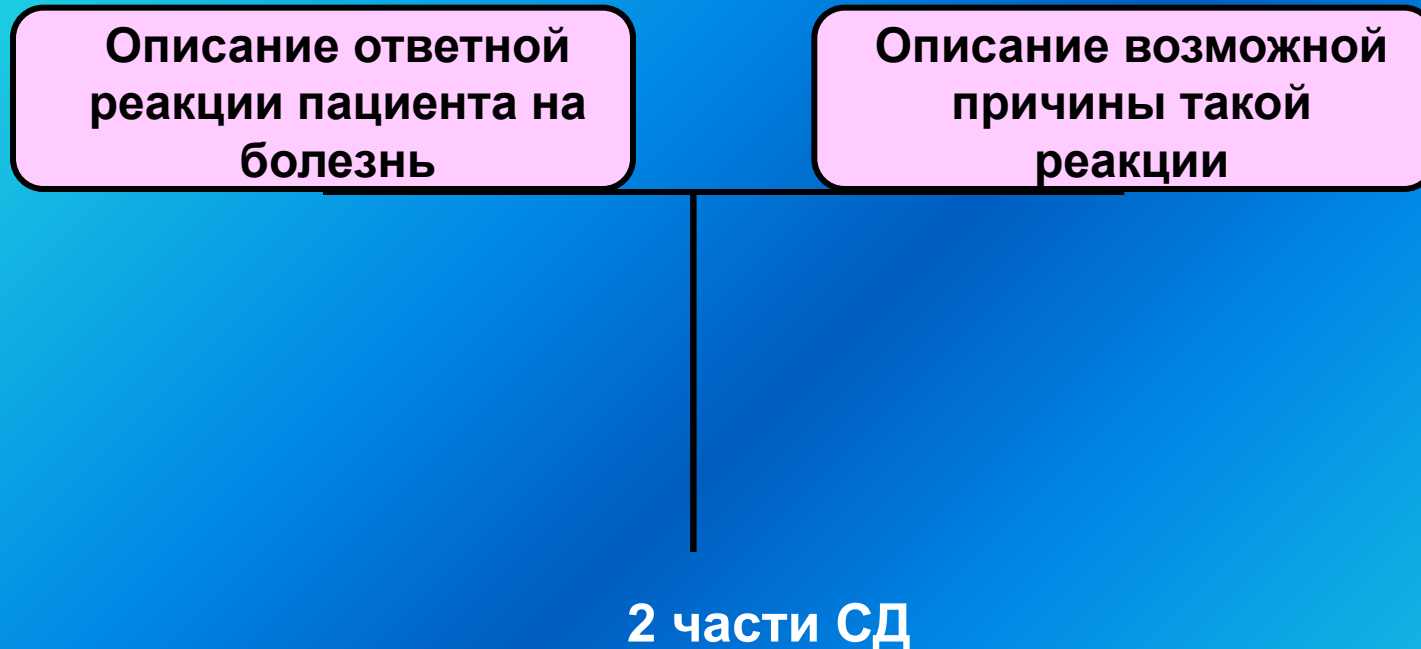 Описание ответной
реакции пациента на
болезнь
Описание возможной
причины такой
реакции
2 части СД